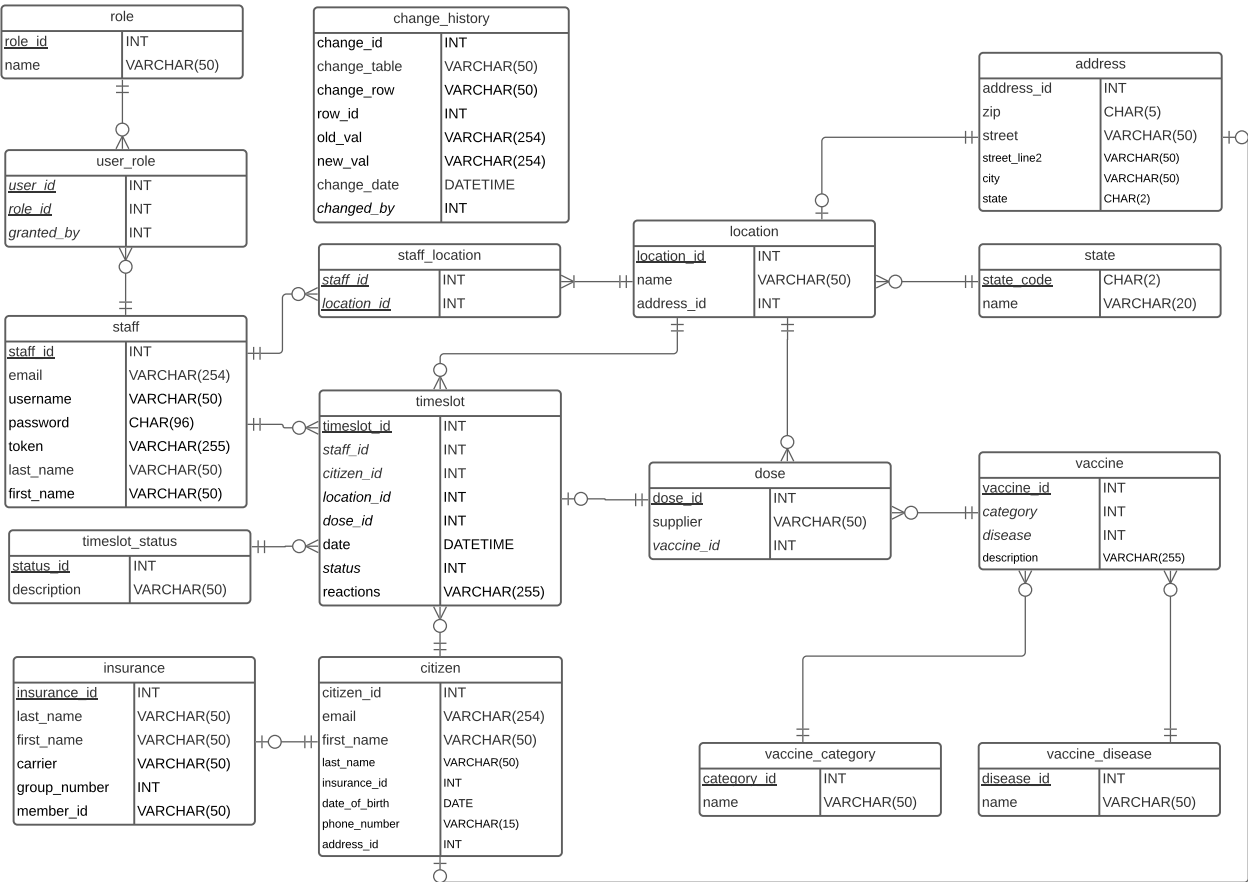 role
role_id INT
name VARCHAR(50)
change_history
change_id INT
change_table VARCHAR(50)
change_row VARCHAR(50)
row_id INT
old_val VARCHAR(254)
new_val VARCHAR(254)
change_date DATETIME
changed_by INT
address
address_id INT
zip CHAR(5)
street VARCHAR(50)
street_line2 VARCHAR(50)
city VARCHAR(50)
state CHAR(2)
user_role
user_id INT
role_id INT
granted_by INT
staff_location
staff_id INT
location_id INT
location
location_id INT
name VARCHAR(50)
address_id INT
state
state_code CHAR(2)
name VARCHAR(20)
staff
staff_id INT
email VARCHAR(254)
username VARCHAR(50)
password CHAR(96)
token VARCHAR(255)
last_name VARCHAR(50)
first_name VARCHAR(50)
timeslot
timeslot_id INT
staff_id INT
citizen_id INT
location_id INT
dose_id INT
date DATETIME
status INT
reactions VARCHAR(255)
dose
dose_id INT
supplier VARCHAR(50)
vaccine_id INT
vaccine
vaccine_id INT
category INT
disease INT
description VARCHAR(255)
timeslot_status
status_id INT
description VARCHAR(50)
insurance
insurance_id INT
last_name VARCHAR(50)
first_name VARCHAR(50)
carrier VARCHAR(50)
group_number INT
member_id VARCHAR(50)
citizen
citizen_id INT
email VARCHAR(254)
first_name VARCHAR(50)
last_name VARCHAR(50)
insurance_id INT
date_of_birth DATE
phone_number VARCHAR(15)
address_id INT
vaccine_category
category_id INT
name VARCHAR(50)
vaccine_disease
disease_id INT
name VARCHAR(50)